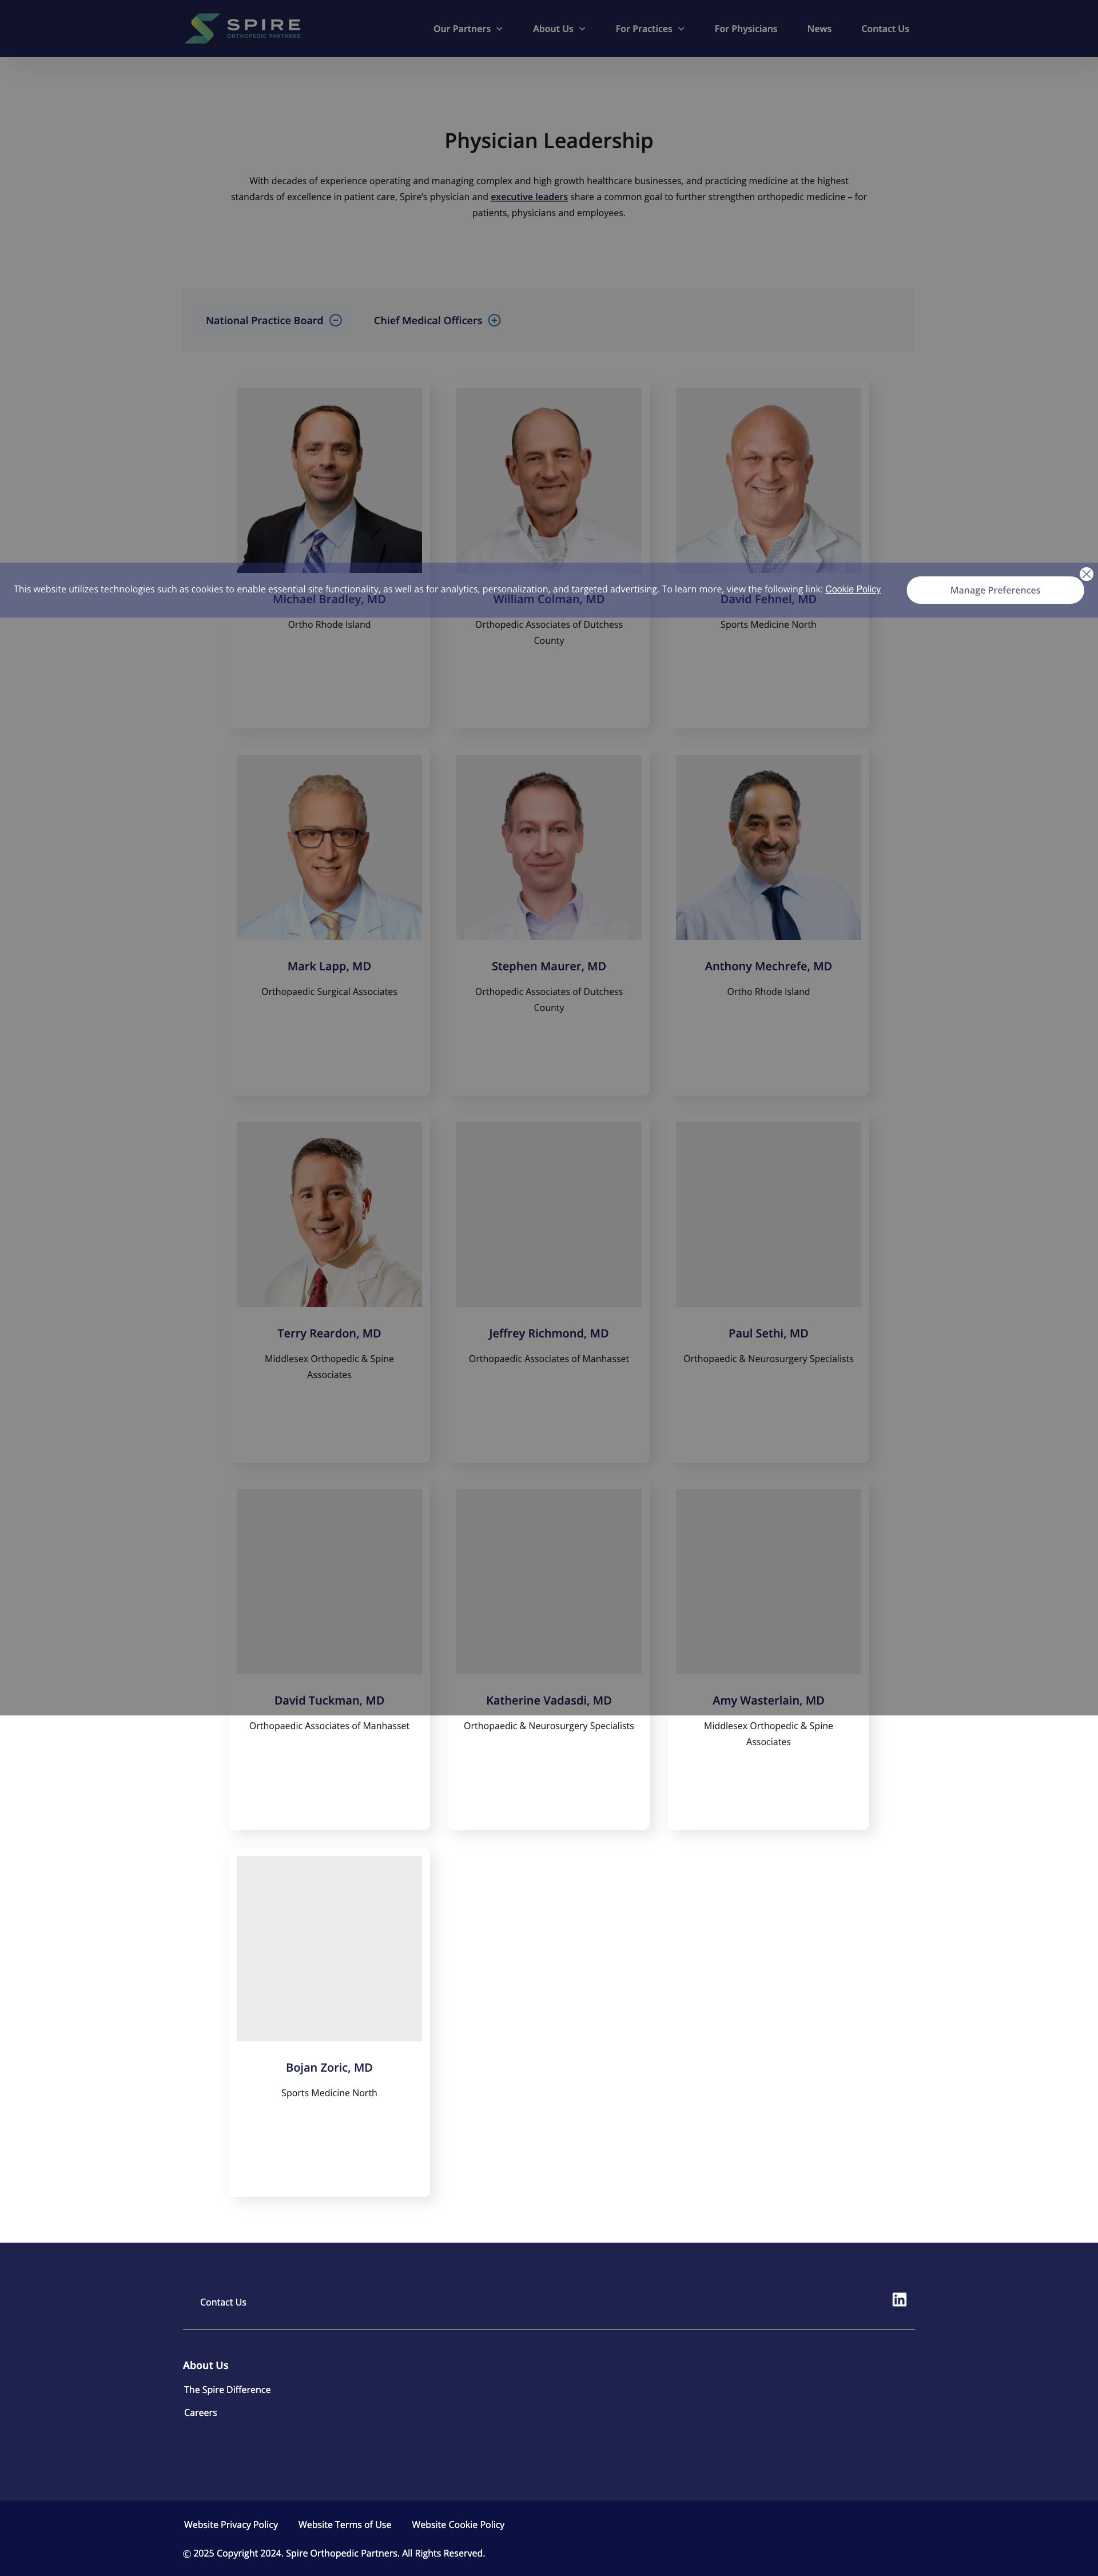 SPIRE
ORTHOPEDIC PARTNERS
Our Partners
About Us
For Practices
For Physicians
News
Contact Us
Physician Leadership
With decades of experience operating and managing complex and high growth healthcare businesses, and practicing medicine at the highest
standards of excellence in patient care, Spire's physician and executive leaders share a common goal to further strengthen orthopedic medicine – for
patients, physicians and employees.
National Practice Board
Chief Medical Officers
This website utilizes technologies such as cookies to enable essential site functionality, as well as for analytics, personalization, and targeted advertising. To learn more, view the following link: Cookie Policy
Manage Preferences
Michael Bradley, MD
Ortho Rhode Island
William Colman, MD
Orthopedic Associates of Dutchess
County
David Fehnel, MD
Sports Medicine North
Mark Lapp, MD
Orthopaedic Surgical Associates
Stephen Maurer, MD
Orthopedic Associates of Dutchess
County
Anthony Mechrefe, MD
Ortho Rhode Island
Terry Reardon, MD
Middlesex Orthopedic & Spine
Associates
Jeffrey Richmond, MD
Orthopaedic Associates of Manhasset
Paul Sethi, MD
Orthopaedic & Neurosurgery Specialists
David Tuckman, MD
Orthopaedic Associates of Manhasset
Katherine Vadasdi, MD
Orthopaedic & Neurosurgery Specialists
Amy Wasterlain, MD
Middlesex Orthopedic & Spine
Associates
Bojan Zoric, MD
Sports Medicine North
Contact Us
About Us
The Spire Difference
Careers
Website Privacy Policy
Website Terms of Use
Website Cookie Policy
© 2025 Copyright 2024. Spire Orthopedic Partners. All Rights Reserved.